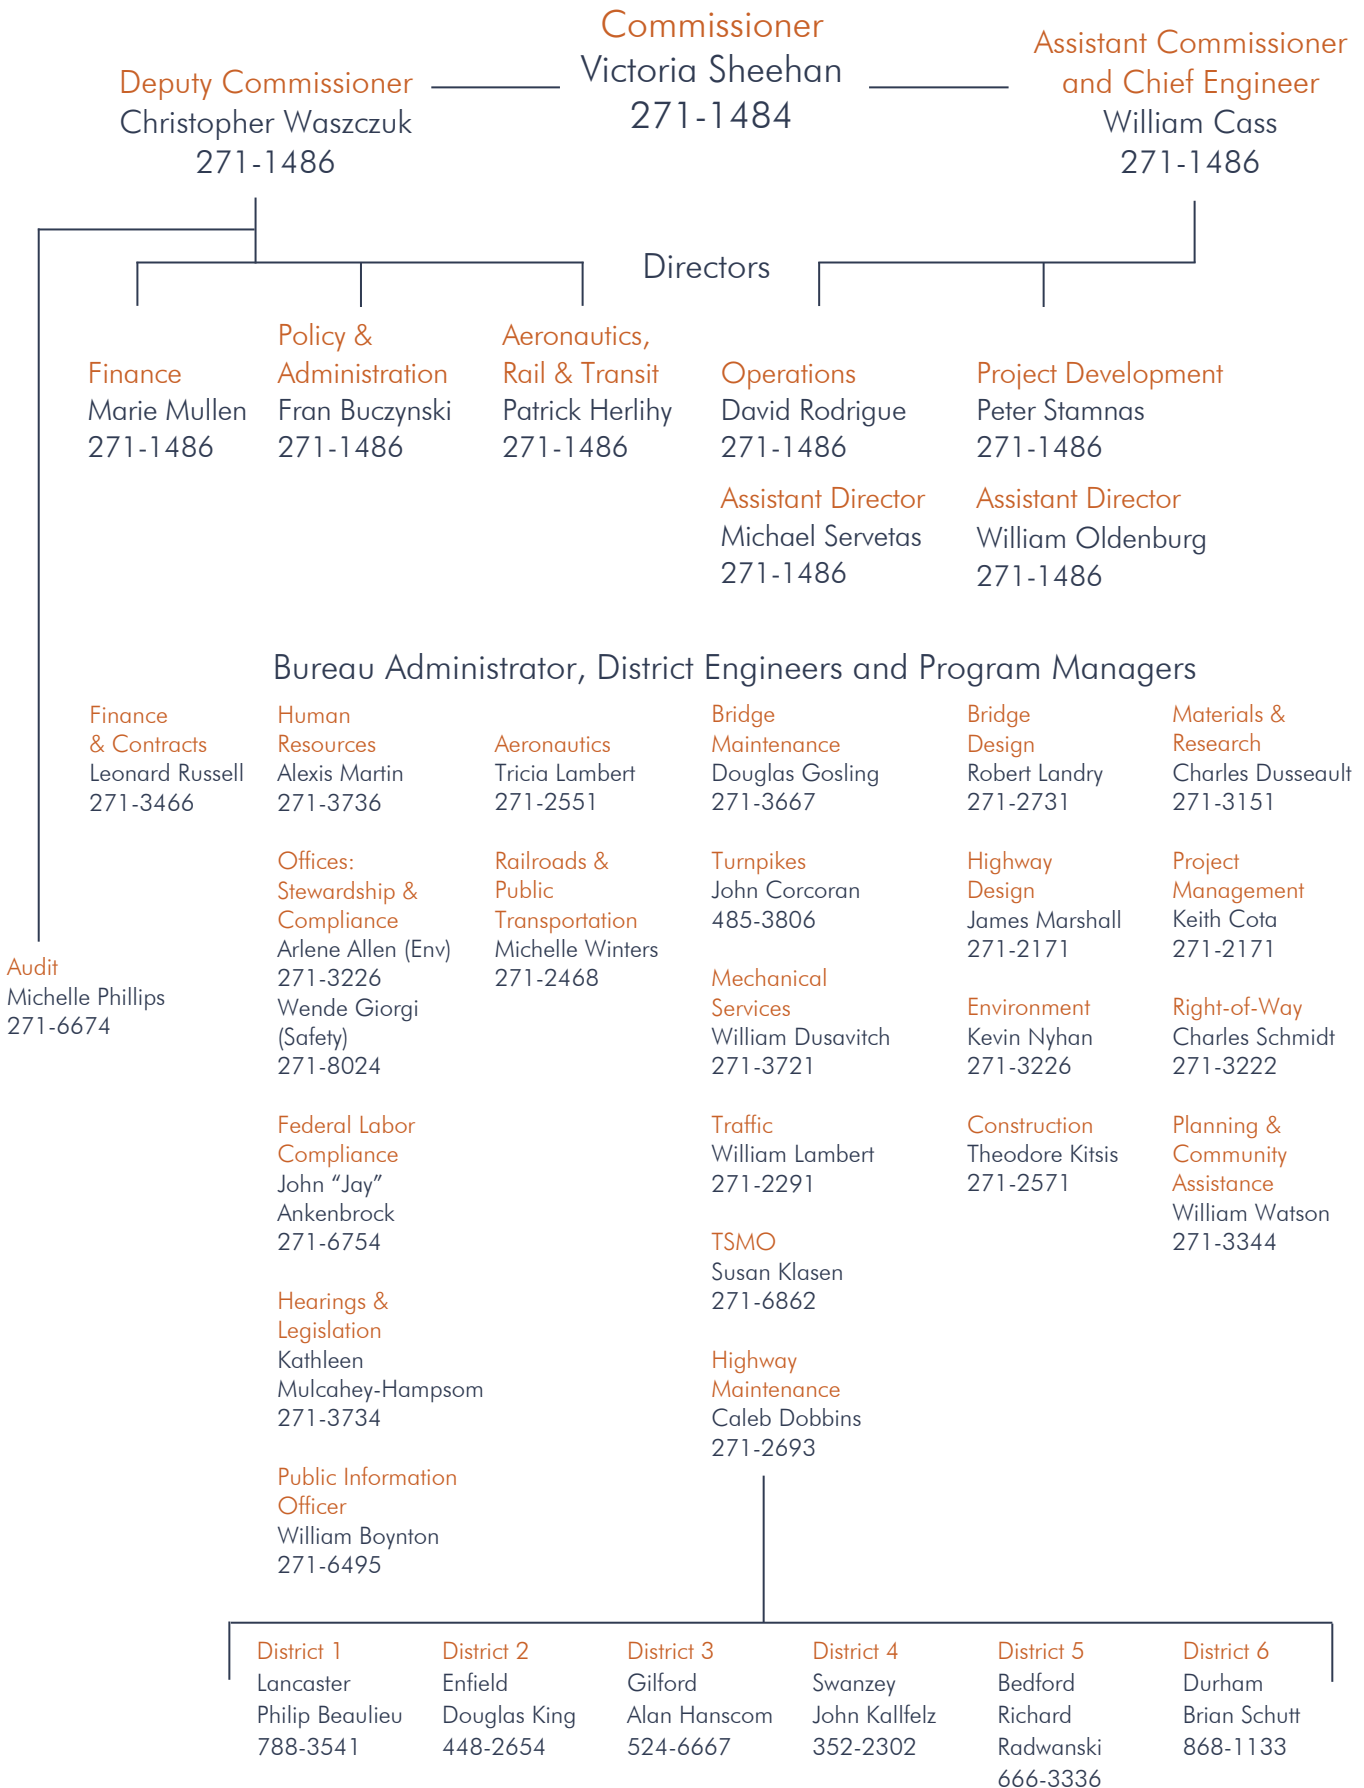 Commissioner
Victoria Sheehan
271-1484
Deputy Commissioner
Christopher Waszczuk
271-1486
Assistant Commissioner
and Chief Engineer
William Cass
271-1486
Directors
Finance
Marie Mullen
271-1486
Policy &
Administration
Fran Buczynski
271-1486
Aeronautics,
Rail & Transit
Patrick Herlihy
271-1486
Operations
David Rodrigue
271-1486
Assistant Director
Michael Servetas
271-1486
Project Development
Peter Stamnas
271-1486
Assistant Director
William Oldenburg
271-1486
Bureau Administrator, District Engineers and Program Managers
Audit
Michelle Phillips
271-6674
Finance
& Contracts
Leonard Russell
271-3466
Human
Resources
Alexis Martin
271-3736
Offices:
Stewardship &
Compliance
Arlene Allen (Env)
271-3226
Wende Giorgi
(Safety)
271-8024
Federal Labor
Compliance
John “Jay”
Ankenbrock
271-6754
Hearings &
Legislation
Kathleen
Mulcahey-Hampsom
271-3734
Public Information
Officer
William Boynton
271-6495
Aeronautics
Tricia Lambert
271-2551
Railroads &
Public
Transportation
Michelle Winters
271-2468
Bridge
Maintenance
Douglas Gosling
271-3667
Turnpikes
John Corcoran
485-3806
Mechanical
Services
William Dusavitch
271-3721
Traffic
William Lambert
271-2291
TSMO
Susan Klasen
271-6862
Highway
Maintenance
Caleb Dobbins
271-2693
Bridge
Design
Robert Landry
271-2731
Highway
Design
James Marshall
271-2171
Environment
Kevin Nyhan
271-3226
Construction
Theodore Kitsis
271-2571
Materials &
Research
Charles Dusseault
271-3151
Project
Management
Keith Cota
271-2171
Right-of-Way
Charles Schmidt
271-3222
Planning &
Community
Assistance
William Watson
271-3344
District 1
Lancaster
Philip Beaulieu
788-3541
District 2
Enfield
Douglas King
448-2654
District 3
Gilford
Alan Hanscom
524-6667
District 4
Swanzey
John Kallfelz
352-2302
District 5
Bedford
Richard
Radwanski
666-3336
District 6
Durham
Brian Schutt
868-1133